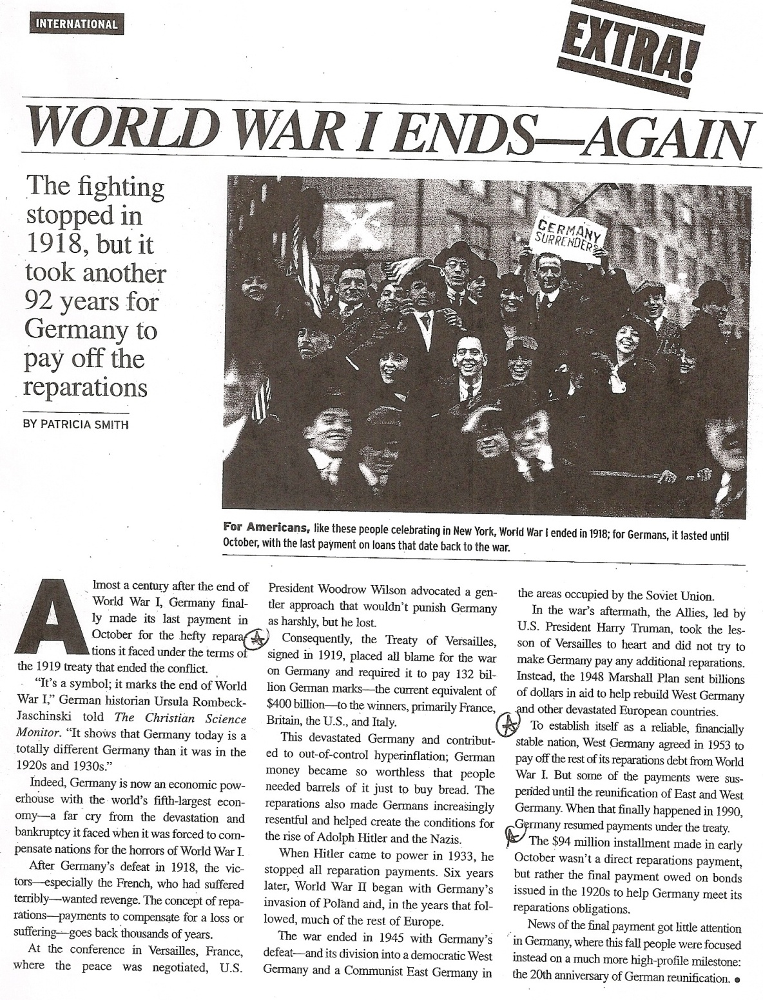 INTERNATIONAL
EXTRA!
WORLD WAR I ENDS—AGAIN
The fighting
stopped in
1918, but it
took another
92 years for
Germany to
pay off the
reparations
BY PATRICIA SMITH
GERMANY
SURRENDERS
For Americans, like these people celebrating in New York, World War I ended in 1918; for Germans, it lasted until
October, with the last payment on loans that date back to the war.
Almost a century after the end of
World War I, Germany final-
ly made its last payment in
October for the hefty repara-
tions it faced under the terms of
the 1919 treaty that ended the conflict.
“It’s a symbol; it marks the end of World
War I,” German historian Ursula Rombeck-
Jaschinski told The Christian Science
Monitor. “It shows that Germany today is a
totally different Germany than it was in the
1920s and 1930s.”
Indeed, Germany is now an economic pow-
erhouse with the world’s fifth-largest econ-
omy—a far cry from the devastation and
bankruptcy it faced when it was forced to com-
pensate nations for the horrors of World War I.
After Germany’s defeat in 1918, the vic-
tors—especially the French, who had suffered
terribly—wanted revenge. The concept of repa-
rations—payments to compensate for a loss or
suffering—goes back thousands of years.
At the conference in Versailles, France,
where the peace was negotiated, U.S.
President Woodrow Wilson advocated a gen-
tler approach that wouldn’t punish Germany
as harshly, but he lost.
Consequently, the Treaty of Versailles,
signed in 1919, placed all blame for the war
on Germany and required it to pay 132 bil-
lion German marks—the current equivalent of
$400 billion—to the winners, primarily France,
Britain, the U.S., and Italy.
This devastated Germany and contribut-
ed to out-of-control hyperinflation; German
money became so worthless that people
needed barrels of it just to buy bread. The
reparations also made Germans increasingly
resentful and helped create the conditions for
the rise of Adolph Hitler and the Nazis.
When Hitler came to power in 1933, he
stopped all reparation payments. Six years
later, World War II began with Germany’s
invasion of Poland and, in the years that fol-
lowed, much of the rest of Europe.
The war ended in 1945 with Germany’s
defeat—and its division into a democratic West
Germany and a Communist East Germany in
the areas occupied by the Soviet Union.
In the war’s aftermath, the Allies, led by
U.S. President Harry Truman, took the les-
son of Versailles to heart and did not try to
make Germany pay any additional reparations.
Instead, the 1948 Marshall Plan sent billions
of dollars in aid to help rebuild West Germany
and other devastated European countries.
To establish itself as a reliable, financially
stable nation, West Germany agreed in 1953 to
pay off the rest of its reparations debt from World
War I. But some of the payments were sus-
pended until the reunification of East and West
Germany. When that finally happened in 1990,
Germany resumed payments under the treaty.
The $94 million installment made in early
October wasn’t a direct reparations payment,
but rather the final payment owed on bonds
issued in the 1920s to help Germany meet its
reparations obligations.
News of the final payment got little attention
in Germany, where this fall people were focused
instead on a much more high-profile milestone:
the 20th anniversary of German reunification. ●